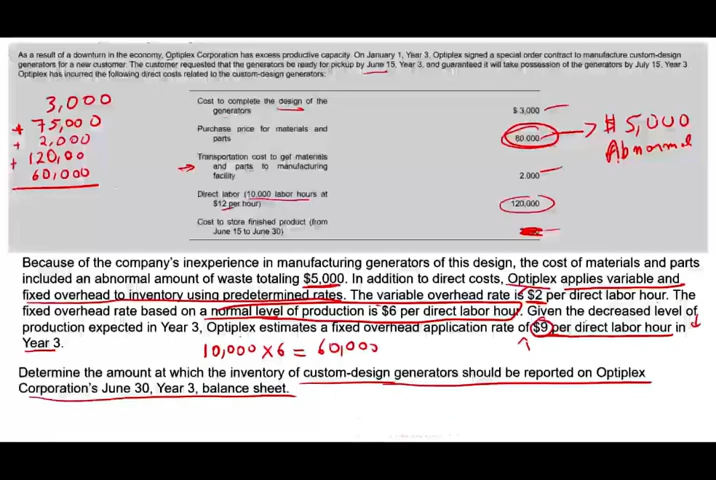 As a result of a downturn in the economy, Optiplex Corporation has excess productive capacity. On January 1, Year 3, Optiplex signed a special order contract to manufacture custom-design
generators for a new customer. The customer requested that the generators be ready for pickup by June 15, Year 3, and guaranteed it will take possession of the generators by July 15, Year 3
Optiplex has incurred the following direct costs related to the custom-design generators:
3,000
+ 75,000
+ 2,000
+ 120,00
+ 60,000
Cost to complete the design of the
generators
$ 3,000
Purchase price for materials and
parts
80 000
$ 5,000
Abnormal
Transportation cost to get materials
and parts to manufacturing
facility
2.000
Direct labor (10,000 labor hours at
$12 per hour)
120,000
Cost to store finished product (from
June 15 to June 30)
Because of the company's inexperience in manufacturing generators of this design, the cost of materials and parts
included an abnormal amount of waste totaling $5,000. In addition to direct costs, Optiplex applies variable and
fixed overhead to inventory using predetermined rates. The variable overhead rate is $2 per direct labor hour. The
fixed overhead rate based on a normal level of production is $6 per direct labor hour. Given the decreased level of
production expected in Year 3, Optiplex estimates a fixed overhead application rate of $9 per direct labor hour in
Year 3.
10,000 × 6 = 60,000
Determine the amount at which the inventory of custom-design generators should be reported on Optiplex
Corporation's June 30, Year 3, balance sheet.